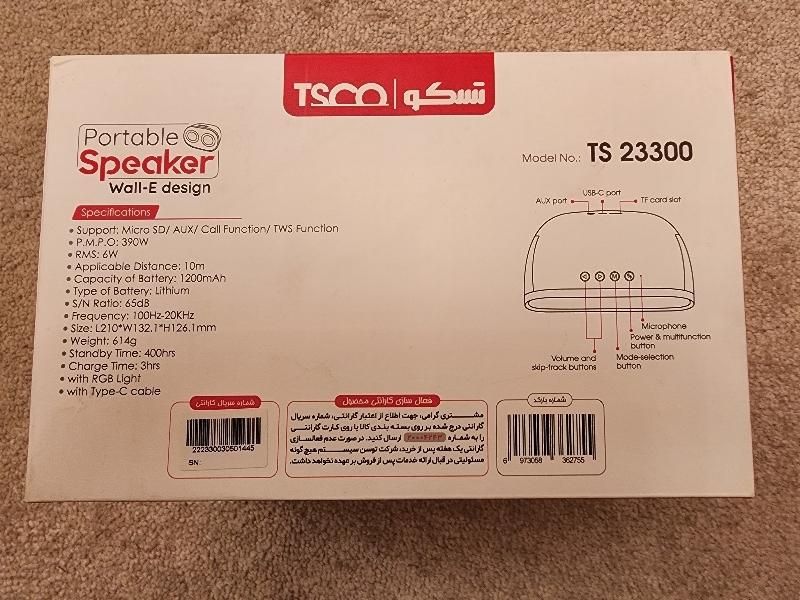 TSCO | تسکو
Portable
Speaker
Wall-E design
Model No.: TS 23300
Specifications
• Support: Micro SD/ AUX/ Call Function/ TWS Function
• P.M.P.O: 390W
• RMS: 6W
• Applicable Distance: 10m
• Capacity of Battery: 1200mAh
• Type of Battery: Lithium
• S/N Ratio: 65dB
• Frequency: 100Hz-20KHz
• Size: L210*W132.1*H126.1mm
• Weight: 614g
• Standby Time: 400hrs
• Charge Time: 3hrs
• with RGB Light
• with Type-C cable
USB-C port
AUX port
TF card slot
M
Microphone
Power & multifunction
button
Mode-selection
button
Volume and
skip-track buttons
شماره سریال گارانتی
222330030501445
SN:
فعال سازی گارانتی محصول
مشتری گرامی، جهت اطلاع از اعتبار گارانتی، شماره سریال
گارانتی درج شده بر روی بسته بندی کالا یا روی کارت گارانتی
را به شماره ۲۰۰۰۴۲۴۳ ارسال کنید. در صورت عدم فعالسازی
گارانتی یک هفته پس از خرید، شرکت توسن سیستم هیچ گونه
مسئولیتی در قبال ارائه خدمات پس از فروش بر عهده نخواهد داشت.
شماره بارکد
6 973058 362755